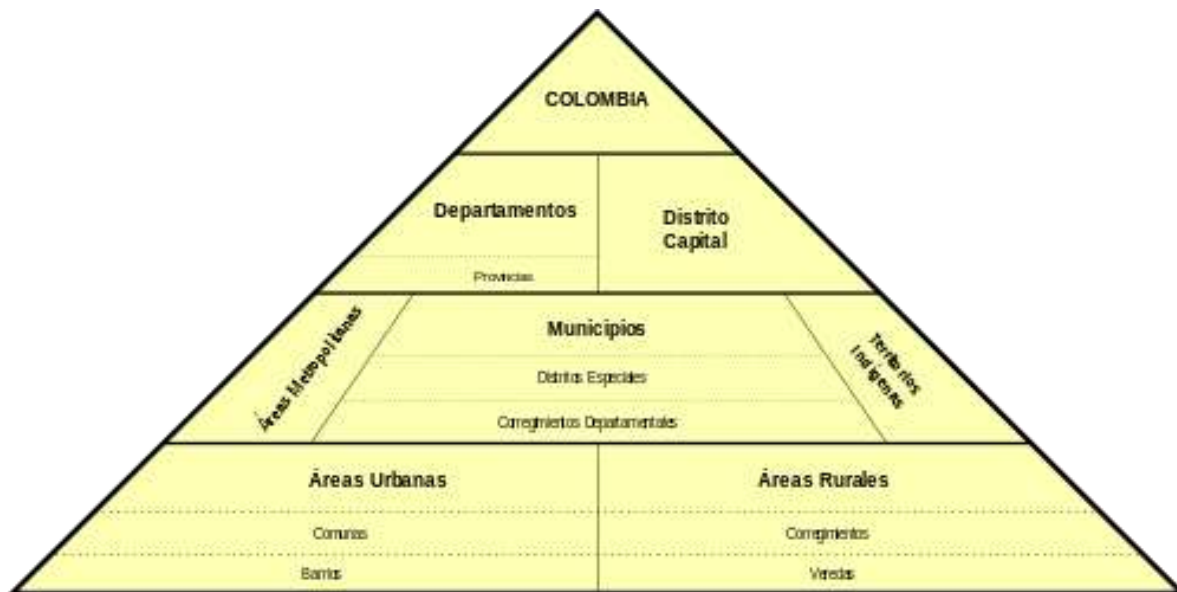 COLOMBIA
Departamentos
Distrito
Capital
Provincias
Áreas Metropolitanas
Municipios
Territorios
Indígenas
Distritos Especiales
Corregimientos Departamentales
Áreas Urbanas
Áreas Rurales
Comunas
Corregimientos
Barrios
Veredas